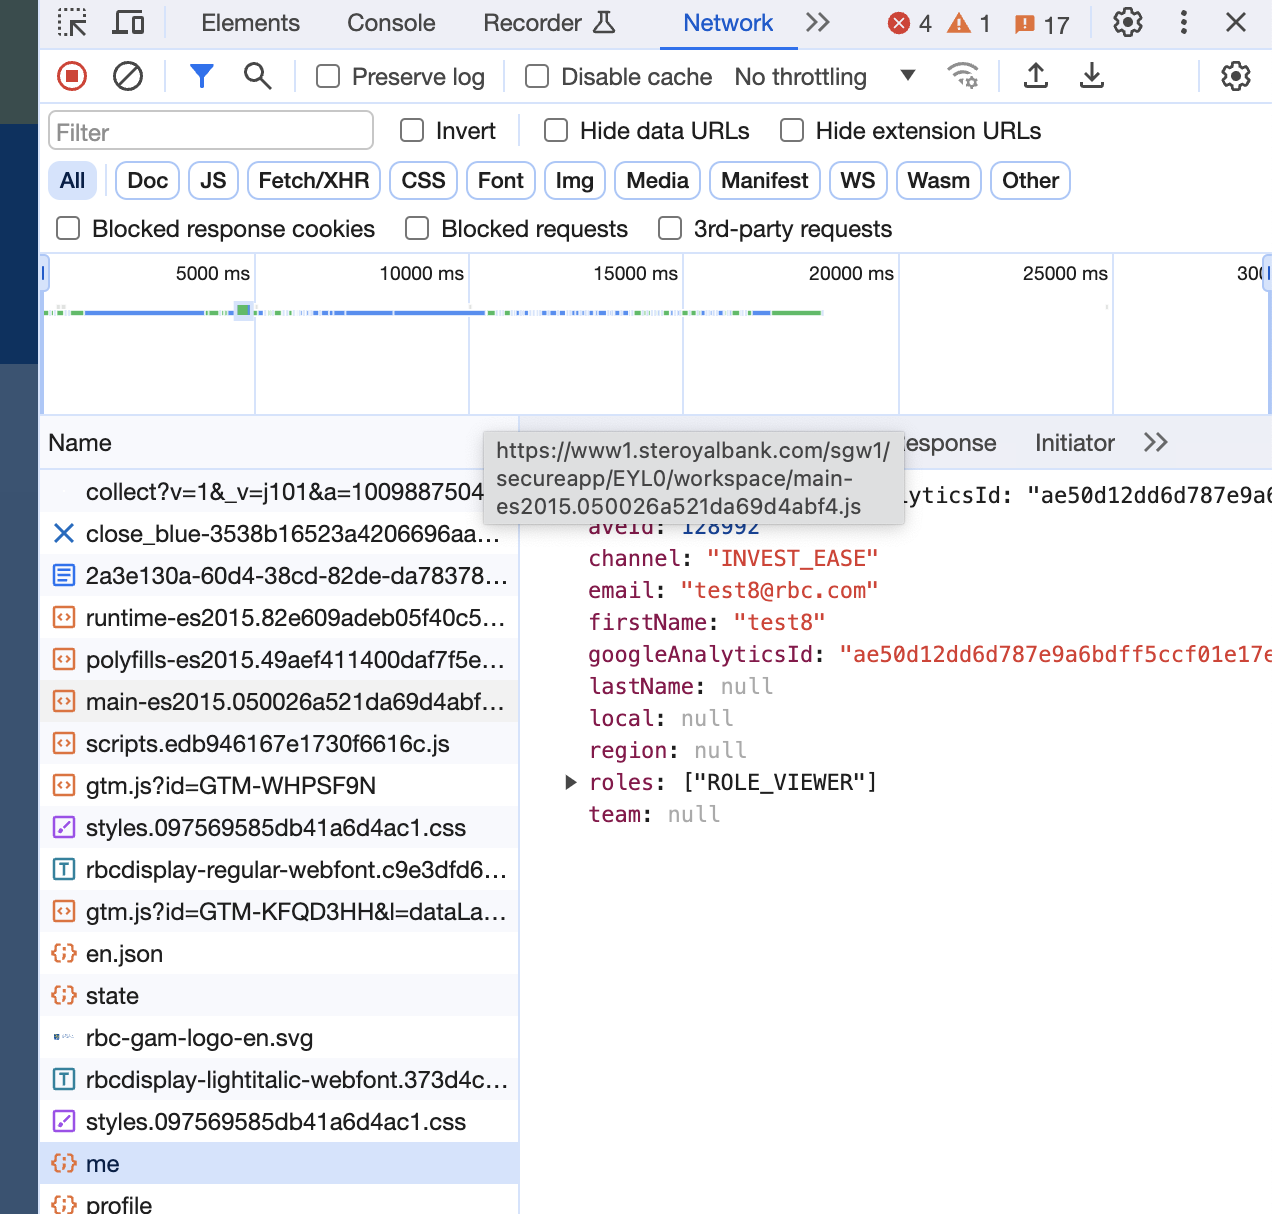 Elements Console Recorder Network 4 1 17
Preserve log Disable cache No throttling
Filter Invert Hide data URLs Hide extension URLs
All Doc JS Fetch/XHR CSS Font Img Media Manifest WS Wasm Other
Blocked response cookies Blocked requests 3rd-party requests
5000 ms 10000 ms 15000 ms 20000 ms 25000 ms
Name
collect?v=1&_v=j101&a=1009887504
close_blue-3538b16523a4206696aa...
2a3e130a-60d4-38cd-82de-da78378...
runtime-es2015.82e609adeb05f40c5...
polyfills-es2015.49aef411400daf7f5e...
main-es2015.050026a521da69d4abf...
scripts.edb946167e1730f6616c.js
gtm.js?id=GTM-WHPSF9N
styles.097569585db41a6d4ac1.css
rbcdisplay-regular-webfont.c9e3dfd6...
gtm.js?id=GTM-KFQD3HH&l=dataLa...
en.json
state
rbc-gam-logo-en.svg
rbcdisplay-lightitalic-webfont.373d4c...
styles.097569585db41a6d4ac1.css
me
profile
https://www1.steroyalbank.com/sgw1/
secureapp/EYL0/workspace/main-
es2015.050026a521da69d4abf4.js
esponse Initiator
lyticsId: "ae50d12dd6d787e9a6
aveId: 128992
channel: "INVEST_EASE"
email: "test8@rbc.com"
firstName: "test8"
googleAnalyticsId: "ae50d12dd6d787e9a6bdff5ccf01e17e
lastName: null
local: null
region: null
roles: ["ROLE_VIEWER"]
team: null